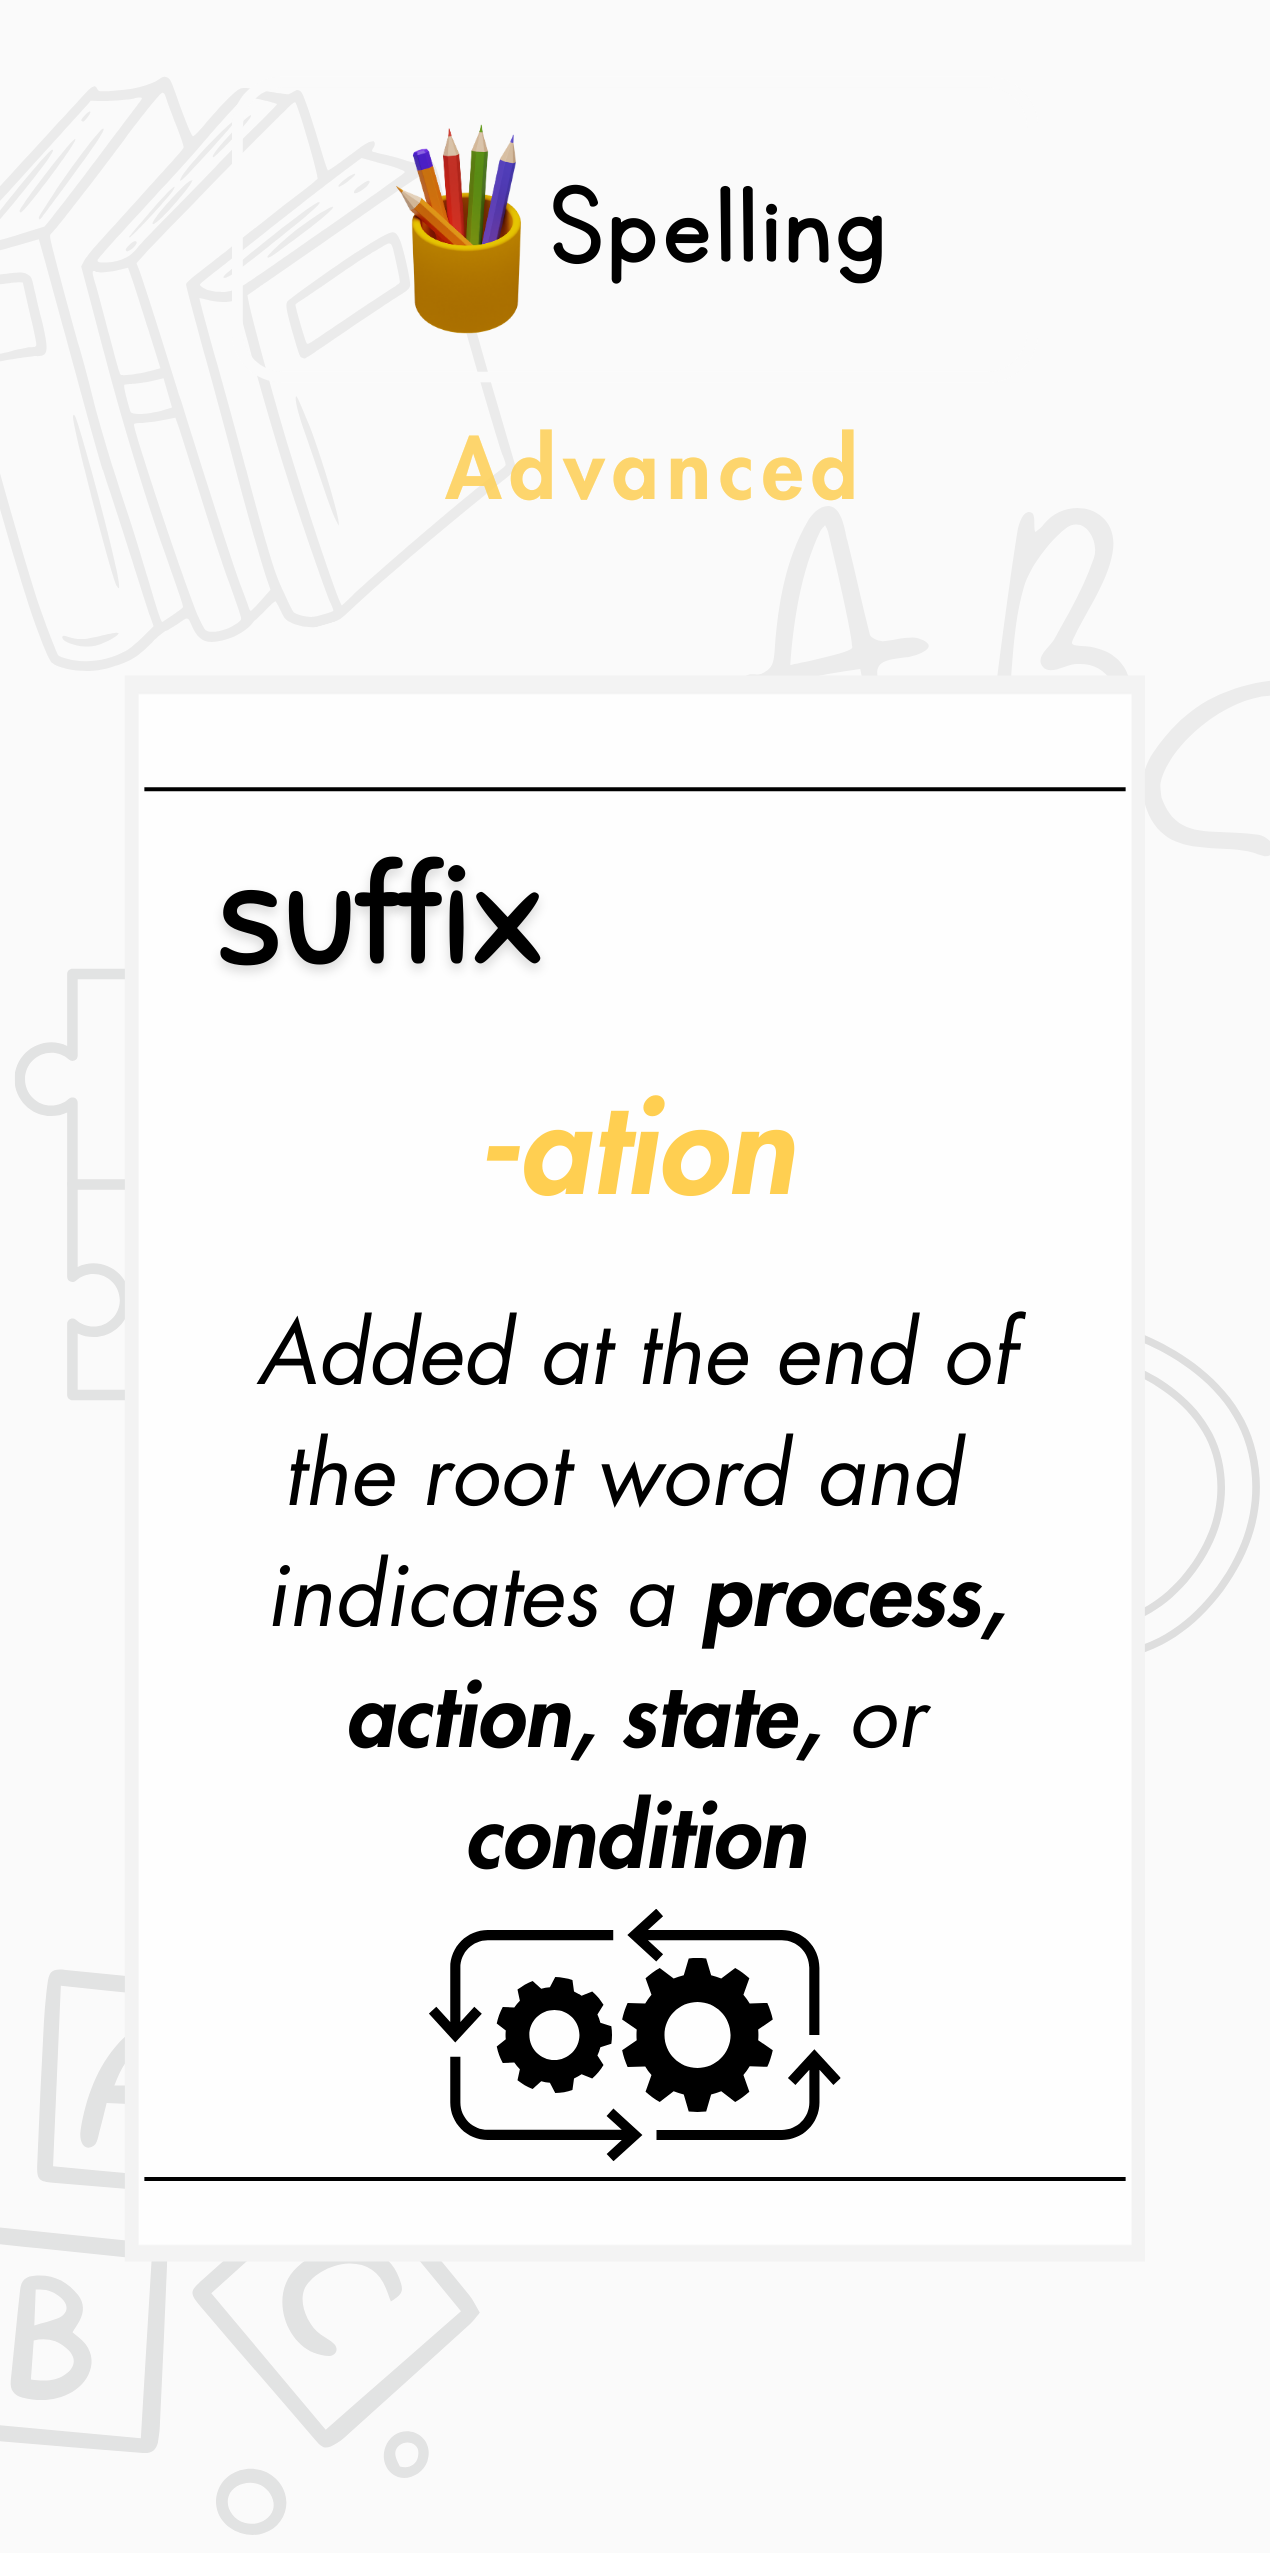 Spelling
Advanced
A B
suffix
-ation
Added at the end of
the root word and
indicates a process,
action, state, or
condition
A
B
C